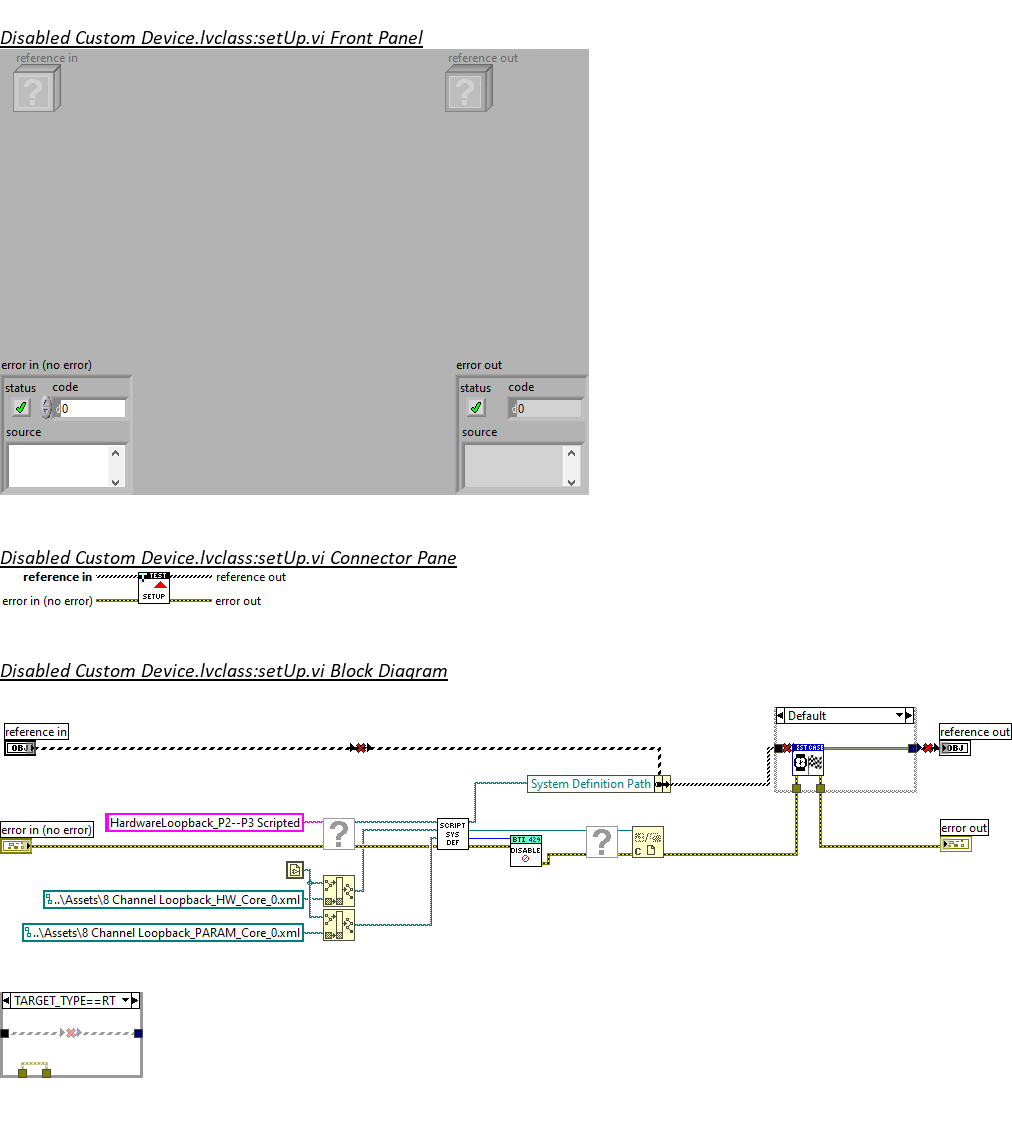 Disabled Custom Device.lvclass:setUp.vi Front Panel
reference in
reference out
?
?
error in (no error)
error out
status
code
status
code
d0
d0
source
source
Disabled Custom Device.lvclass:setUp.vi Connector Pane
reference in
TEST
reference out
SETUP
error in (no error)
error out
Disabled Custom Device.lvclass:setUp.vi Block Diagram
Default
reference in
reference out
OBJ
OBJ
System Definition Path
HardwareLoopback_P2--P3 Scripted
?
SCRIPT
SYS
DEF
error in (no error)
error out
BTI 429
DISABLE
?
C
..\Assets\8 Channel Loopback_HW_Core_0.xml
..\Assets\8 Channel Loopback_PARAM_Core_0.xml
TARGET_TYPE==RT